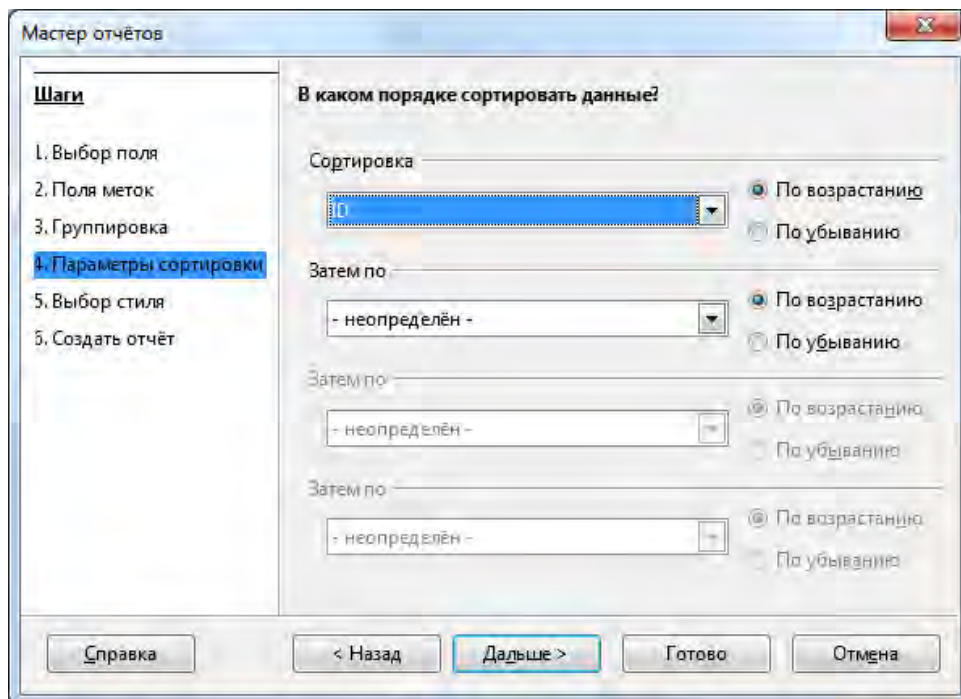 Мастер отчётов
Шаги
1. Выбор поля
2. Поля меток
3. Группировка
4. Параметры сортировки
5. Выбор стиля
6. Создать отчёт
В каком порядке сортировать данные?
Сортировка
ID
По возрастанию
По убыванию
Затем по
- неопределён -
По возрастанию
По убыванию
Затем по
- неопределён -
По возрастанию
По убыванию
Затем по
- неопределён -
По возрастанию
По убыванию
Справка
< Назад
Дальше >
Готово
Отмена